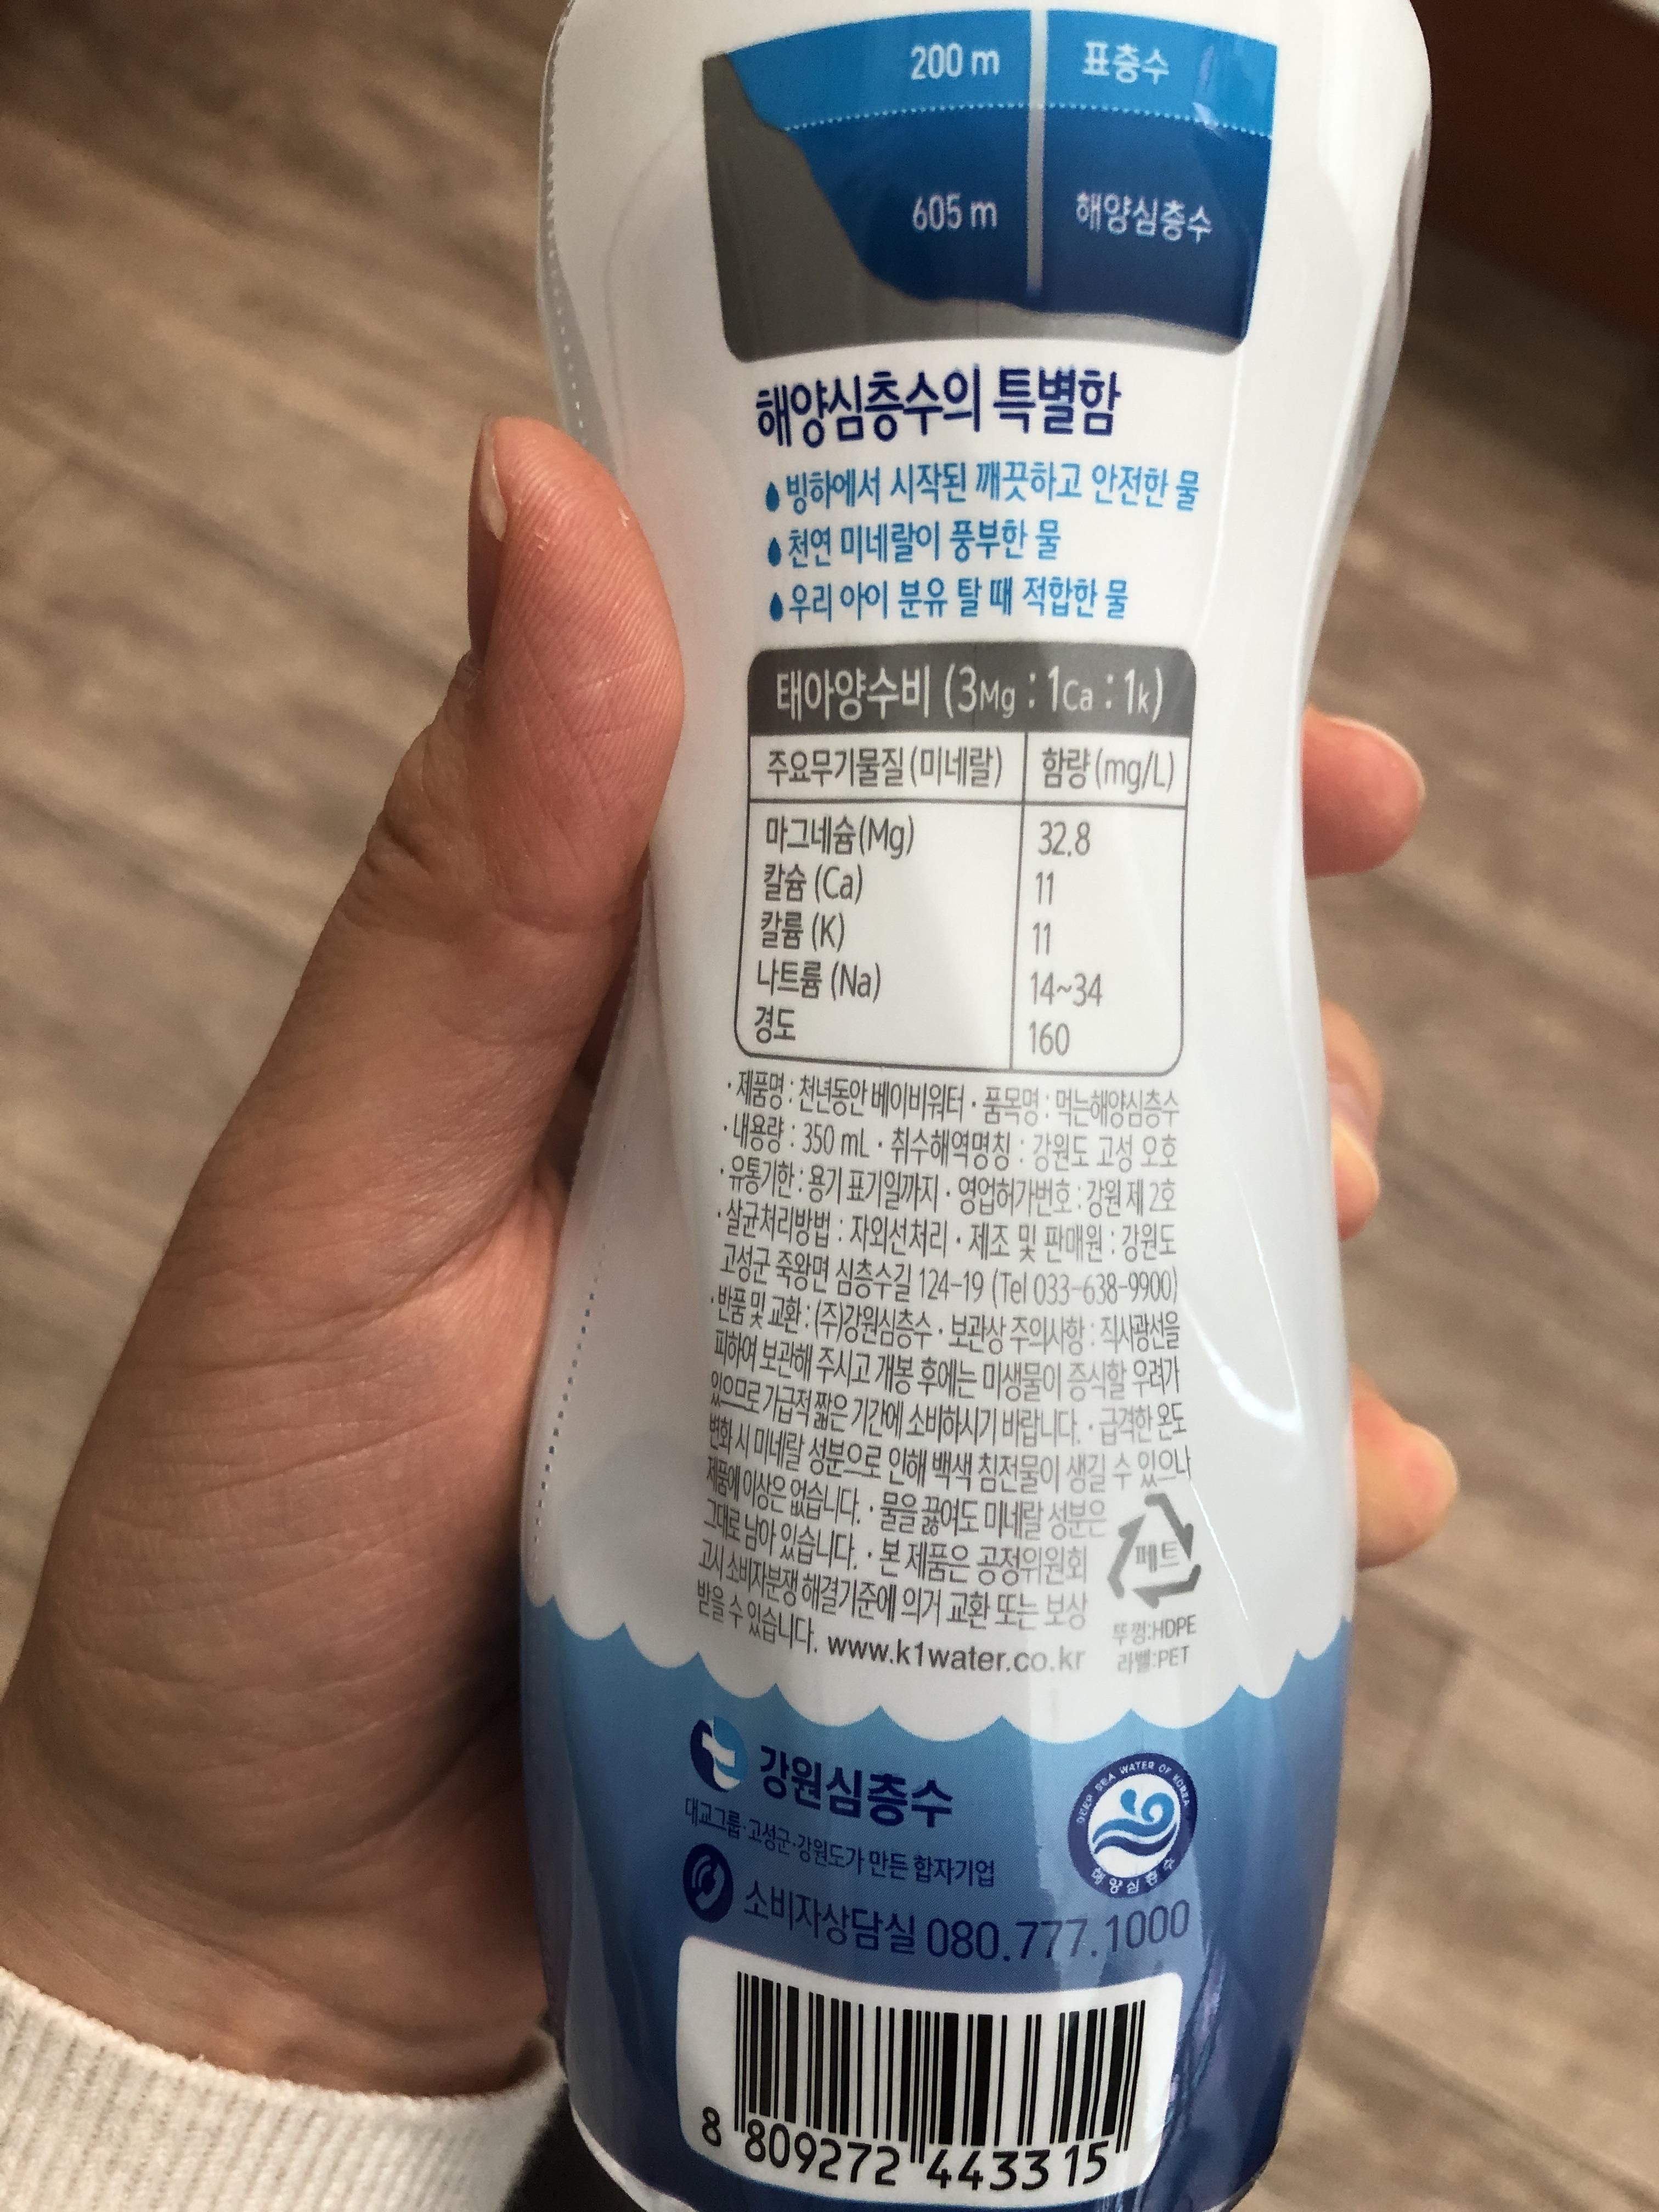 200 m 표층수
605 m 해양심층수
해양심층수의 특별함
빙하에서 시작된 깨끗하고 안전한 물
천연 미네랄이 풍부한 물
우리 아이 분유 탈 때 적합한 물
태아양수비 (3Mg : 1Ca : 1k)
주요무기물질 (미네랄) 함량 (mg/L)
마그네슘(Mg) 32.8
칼슘 (Ca) 11
칼륨 (K) 11
나트륨 (Na) 14~34
경도 160
· 제품명 : 천년동안 베이비워터 · 품목명 : 먹는해양심층수
· 내용량 : 350 mL · 취수해역명칭 : 강원도 고성 오호
· 유통기한 : 용기 표기일까지 · 영업허가번호 : 강원 제 2호
· 살균처리방법 : 자외선처리 · 제조 및 판매원 : 강원도
고성군 죽왕면 심층수길 124-19 (Tel 033-638-9900)
· 반품 및 교환 : (주)강원심층수 · 보관상 주의사항 : 직사광선을
피하여 보관해 주시고 개봉 후에는 미생물이 증식할 우려가
있으므로 가급적 짧은 기간에 소비하시기 바랍니다. · 급격한 온도
변화 시 미네랄 성분으로 인해 백색 침전물이 생길 수 있으나
제품에 이상은 없습니다. · 물을 끓여도 미네랄 성분은
그대로 남아 있습니다. · 본 제품은 공정위원회
고시 소비자분쟁 해결기준에 의거 교환 또는 보상
받을 수 있습니다. www.k1water.co.kr
페트
뚜껑:HDPE
라벨:PET
강원심층수
대교그룹·고성군·강원도가 만든 합자기업
DEEP SEA WATER OF KOREA
해양심층수
소비자상담실 080.777.1000
8 809272 443315